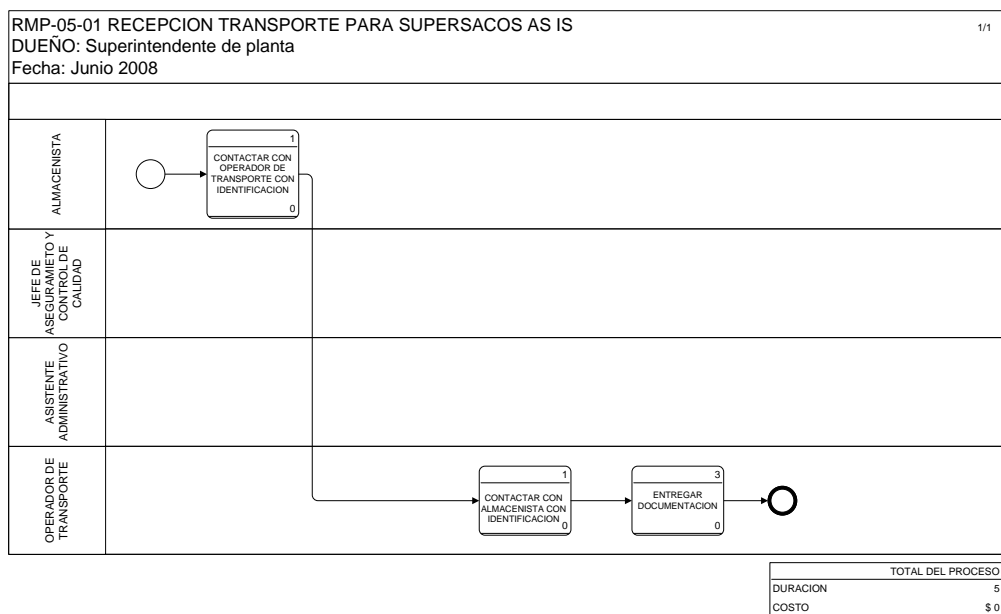 RMP-05-01 RECEPCION TRANSPORTE PARA SUPERSACOS AS IS
1/1
DUEÑO: Superintendente de planta
Fecha: Junio 2008
ALMACENISTA
1
CONTACTAR CON
OPERADOR DE
TRANSPORTE CON
IDENTIFICACION
0
JEFE DE
ASEGURAMIETO Y
CONTROL DE
CALIDAD
ASISTENTE
ADMINISTRATIVO
OPERADOR DE
TRANSPORTE
1
CONTACTAR CON
ALMACENISTA CON
IDENTIFICACION
0
3
ENTREGAR
DOCUMENTACION
0
TOTAL DEL PROCESO
DURACION 5
COSTO $ 0